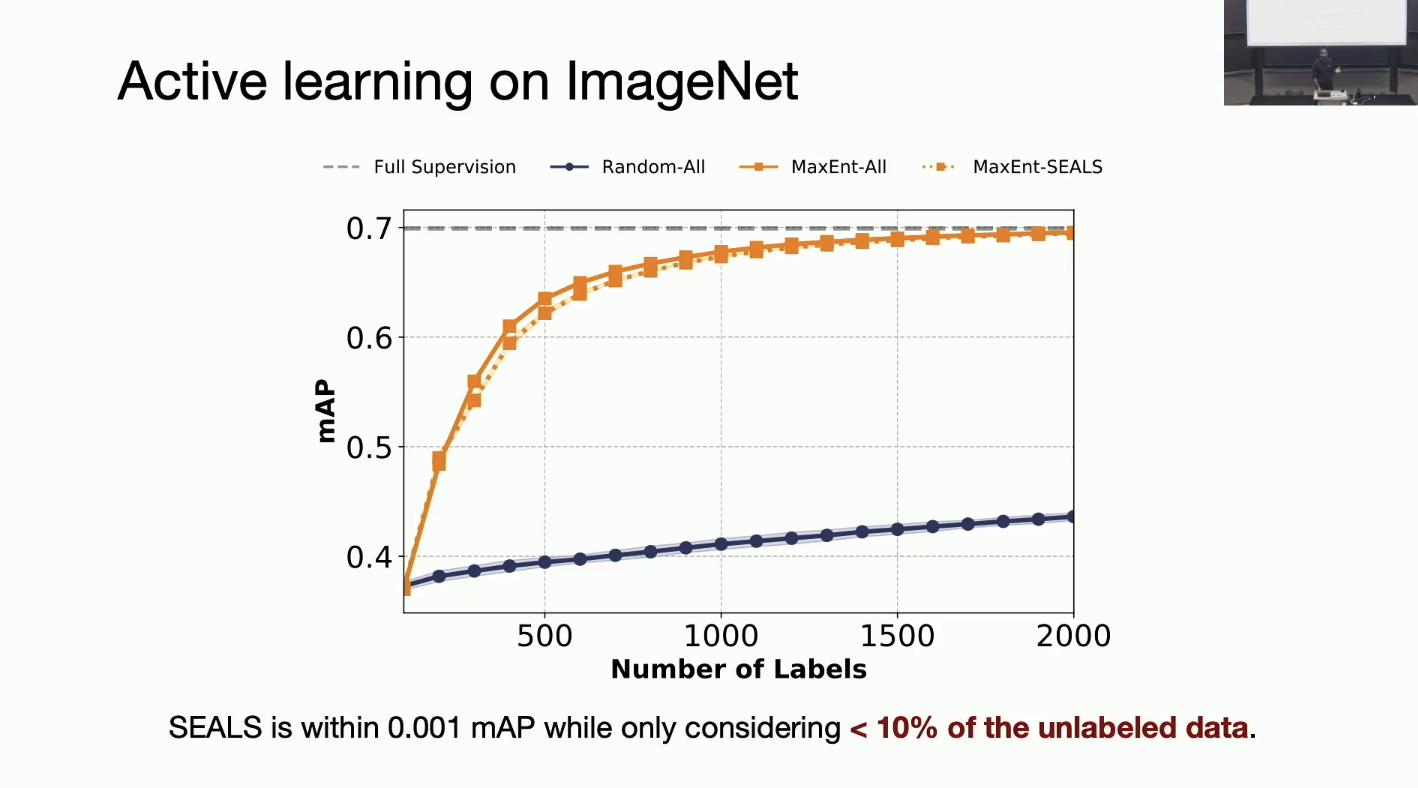 Active learning on ImageNet
Full Supervision Random-All MaxEnt-All MaxEnt-SEALS
0.7
0.6
0.5
0.4
mAP
500 1000 1500 2000
Number of Labels
SEALS is within 0.001 mAP while only considering < 10% of the unlabeled data.